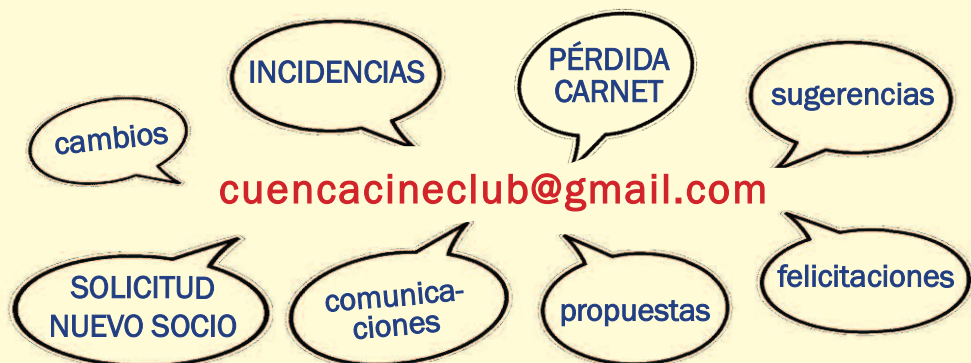 INCIDENCIAS
PÉRDIDA
CARNET
sugerencias
cambios
cuencacineclub@gmail.com
SOLICITUD
NUEVO SOCIO
comunica-
ciones
propuestas
felicitaciones